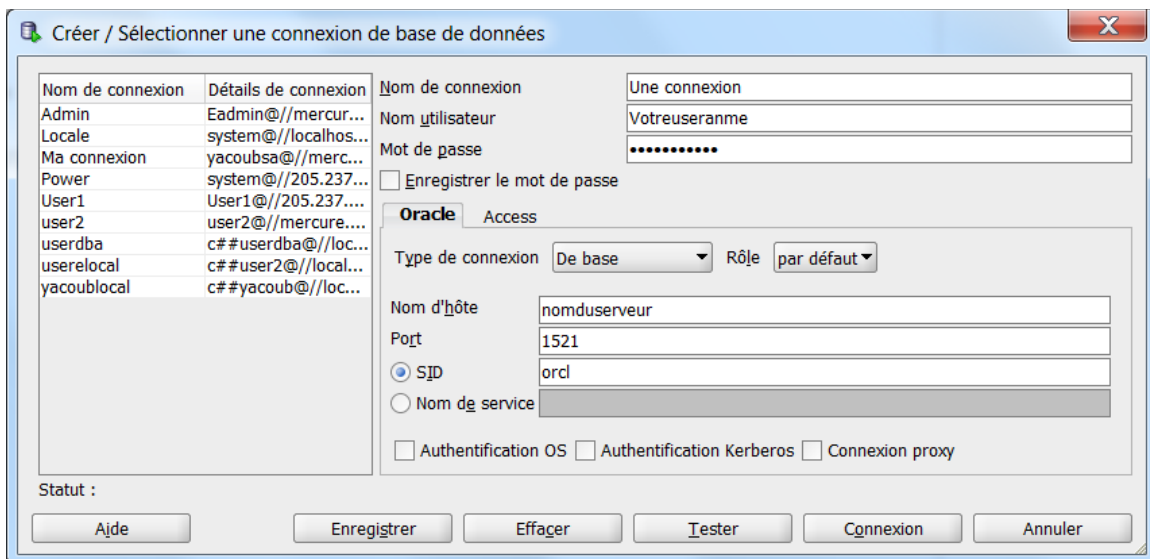 Créer / Sélectionner une connexion de base de données
Nom de connexion Détails de connexion
Admin Eadmin@//mercur...
Locale system@//localhos...
Ma connexion yacoubsa@//merc...
Power system@//205.237...
User1 User1@//205.237....
user2 user2@//mercure....
userdba c##userdba@//loc...
userelocal c##user2@//local...
yacoublocal c##yacoub@//loc...
Nom de connexion Une connexion
Nom utilisateur Votreuseranme
Mot de passe •••••••••••
Enregistrer le mot de passe
Oracle Access
Type de connexion De base Rôle par défaut
Nom d'hôte nomduserveur
Port 1521
SID orcl
Nom de service
Authentification OS Authentification Kerberos Connexion proxy
Statut :
Aide Enregistrer Effacer Tester Connexion Annuler